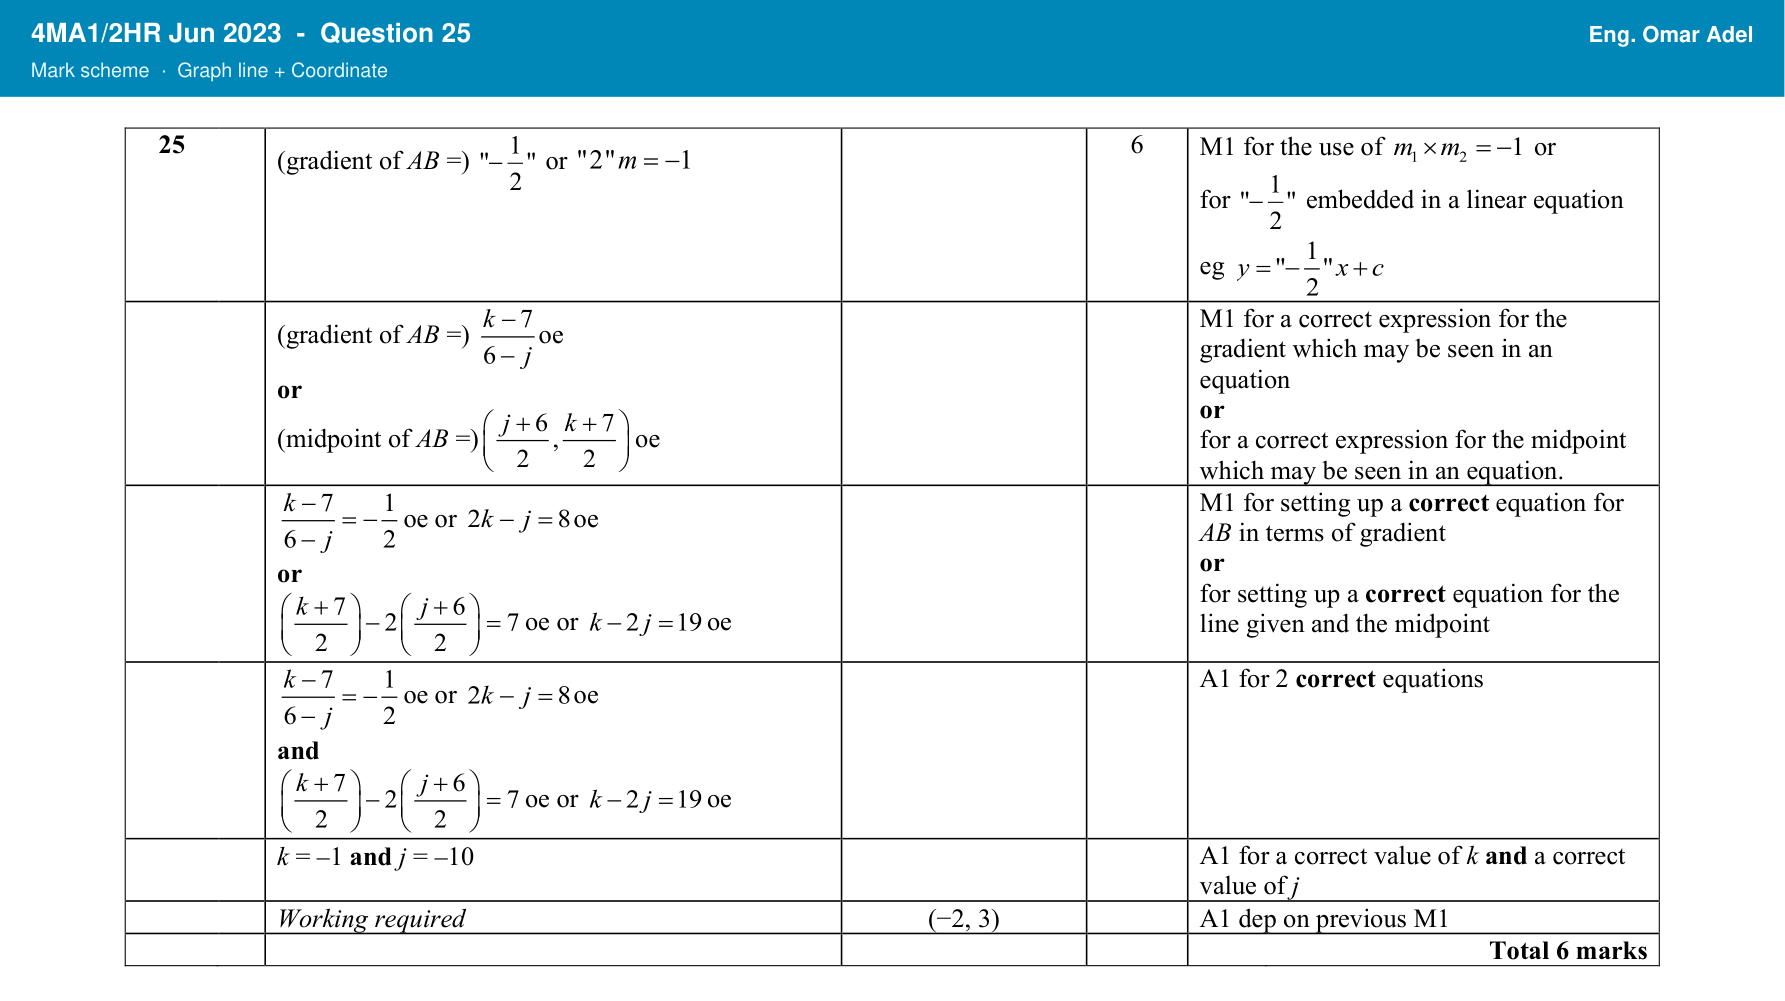 4MA1/2HR Jun 2023 - Question 25
Eng. Omar Adel
Mark scheme · Graph line + Coordinate
25
(gradient of AB =) "−1/2" or "2"m = −1
6
M1 for the use of m₁ × m₂ = −1 or
for "−1/2" embedded in a linear equation
eg y = "−1/2"x + c
(gradient of AB =) (k − 7)/(6 − j) oe
or
(midpoint of AB =) ((j + 6)/2, (k + 7)/2) oe
M1 for a correct expression for the
gradient which may be seen in an
equation
or
for a correct expression for the midpoint
which may be seen in an equation.
(k − 7)/(6 − j) = −1/2 oe or 2k − j = 8 oe
or
((k + 7)/2) − 2((j + 6)/2) = 7 oe or k − 2j = 19 oe
M1 for setting up a correct equation for
AB in terms of gradient
or
for setting up a correct equation for the
line given and the midpoint
(k − 7)/(6 − j) = −1/2 oe or 2k − j = 8 oe
and
((k + 7)/2) − 2((j + 6)/2) = 7 oe or k − 2j = 19 oe
A1 for 2 correct equations
k = –1 and j = –10
A1 for a correct value of k and a correct
value of j
Working required
(−2, 3)
A1 dep on previous M1
Total 6 marks